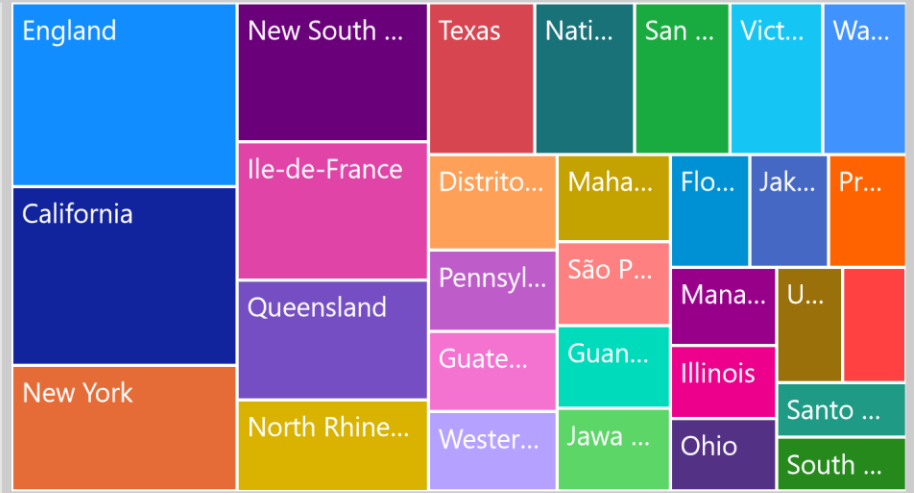 England
California
New York
New South ...
Ile-de-France
Queensland
North Rhine...
Texas
Nati...
San ...
Vict...
Wa...
Distrito...
Pennsyl...
Guate...
Wester...
Maha...
São P...
Guan...
Jawa ...
Flo...
Jak...
Pr...
Mana...
Illinois
Ohio
U...
Santo ...
South ...